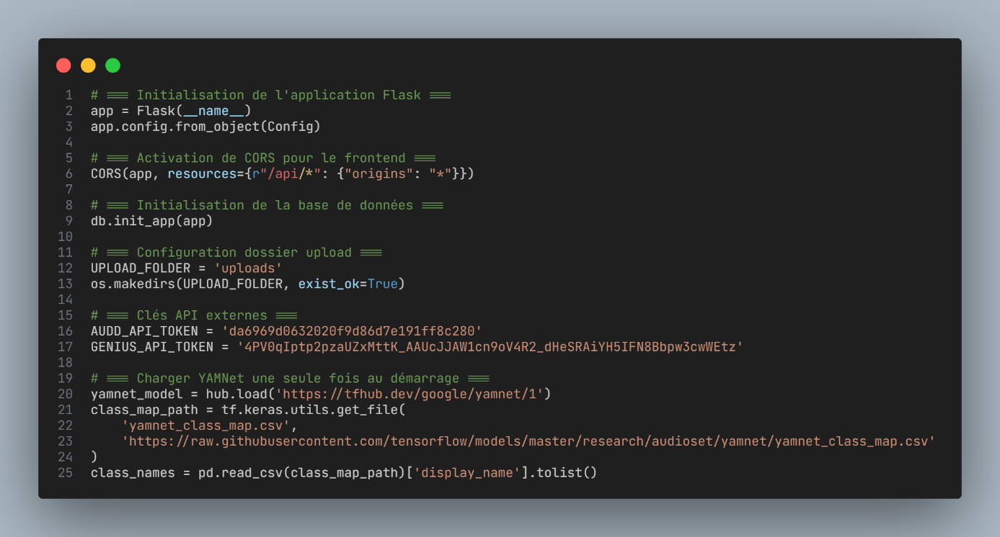 1 # === Initialisation de l'application Flask ===
2 app = Flask(__name__)
3 app.config.from_object(Config)
4
5 # === Activation de CORS pour le frontend ===
6 CORS(app, resources={r"/api/*": {"origins": "*"}})
7
8 # === Initialisation de la base de données ===
9 db.init_app(app)
10
11 # === Configuration dossier upload ===
12 UPLOAD_FOLDER = 'uploads'
13 os.makedirs(UPLOAD_FOLDER, exist_ok=True)
14
15 # === Clés API externes ===
16 AUDD_API_TOKEN = 'da6969d0632020f9d86d7e191ff8c280'
17 GENIUS_API_TOKEN = '4PV0qIptp2pzaUZxMttK_AAUcJJAW1cn9oV4R2_dHeSRAiYH5IFN8Bbpw3cwWEtz'
18
19 # === Charger YAMNet une seule fois au démarrage ===
20 yamnet_model = hub.load('https://tfhub.dev/google/yamnet/1')
21 class_map_path = tf.keras.utils.get_file(
22     'yamnet_class_map.csv',
23     'https://raw.githubusercontent.com/tensorflow/models/master/research/audioset/yamnet/yamnet_class_map.csv'
24 )
25 class_names = pd.read_csv(class_map_path)['display_name'].tolist()